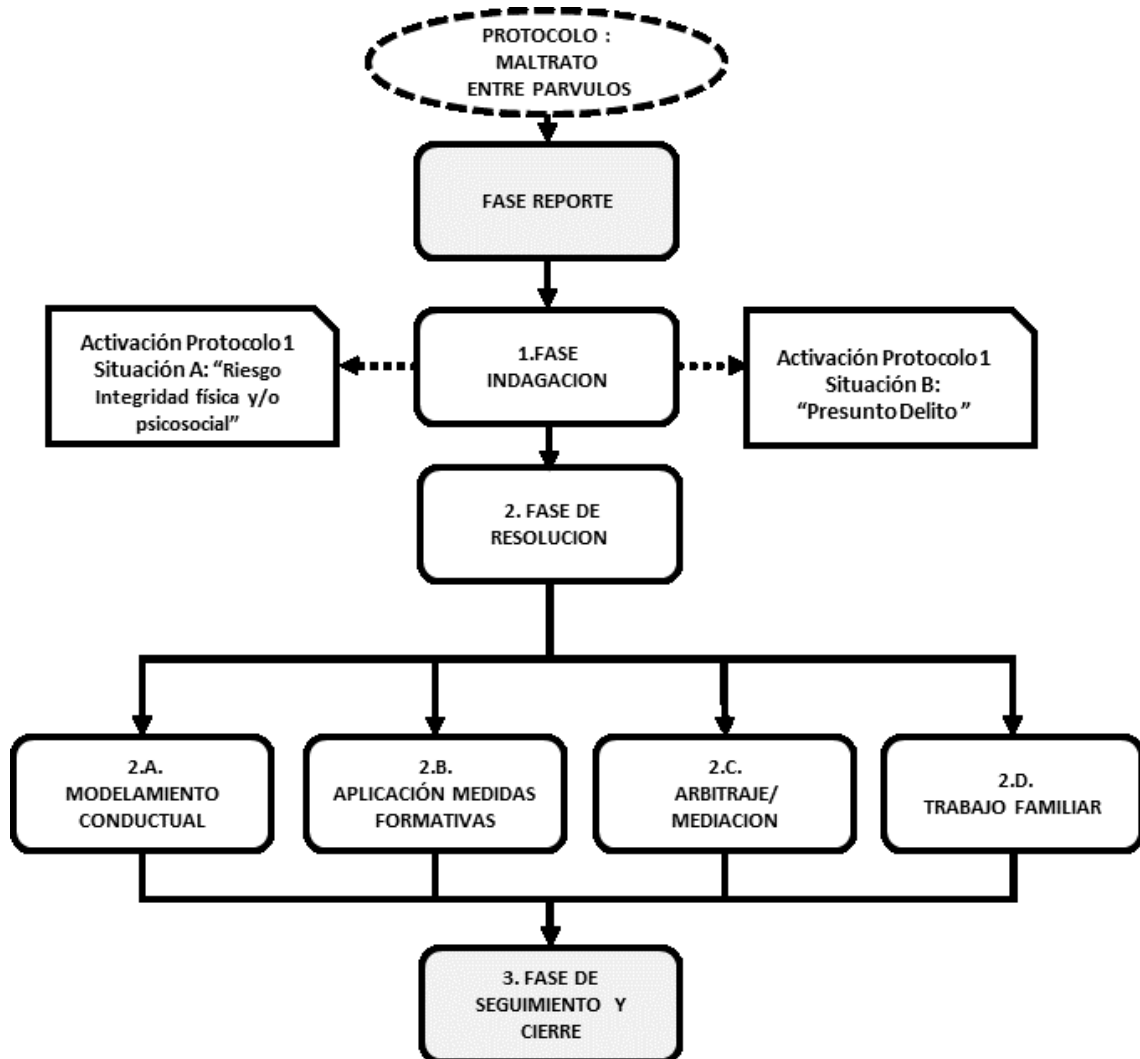 PROTOCOLO :
MALTRATO
ENTRE PARVULOS
FASE REPORTE
Activación Protocolo 1
Situación A: “Riesgo
Integridad física y/o
psicosocial”
1.FASE
INDAGACION
Activación Protocolo 1
Situación B:
“Presunto Delito ”
2. FASE DE
RESOLUCION
2.A.
MODELAMIENTO
CONDUCTUAL
2.B.
APLICACIÓN MEDIDAS
FORMATIVAS
2.C.
ARBITRAJE/
MEDIACION
2.D.
TRABAJO FAMILIAR
3. FASE DE
SEGUIMIENTO Y
CIERRE